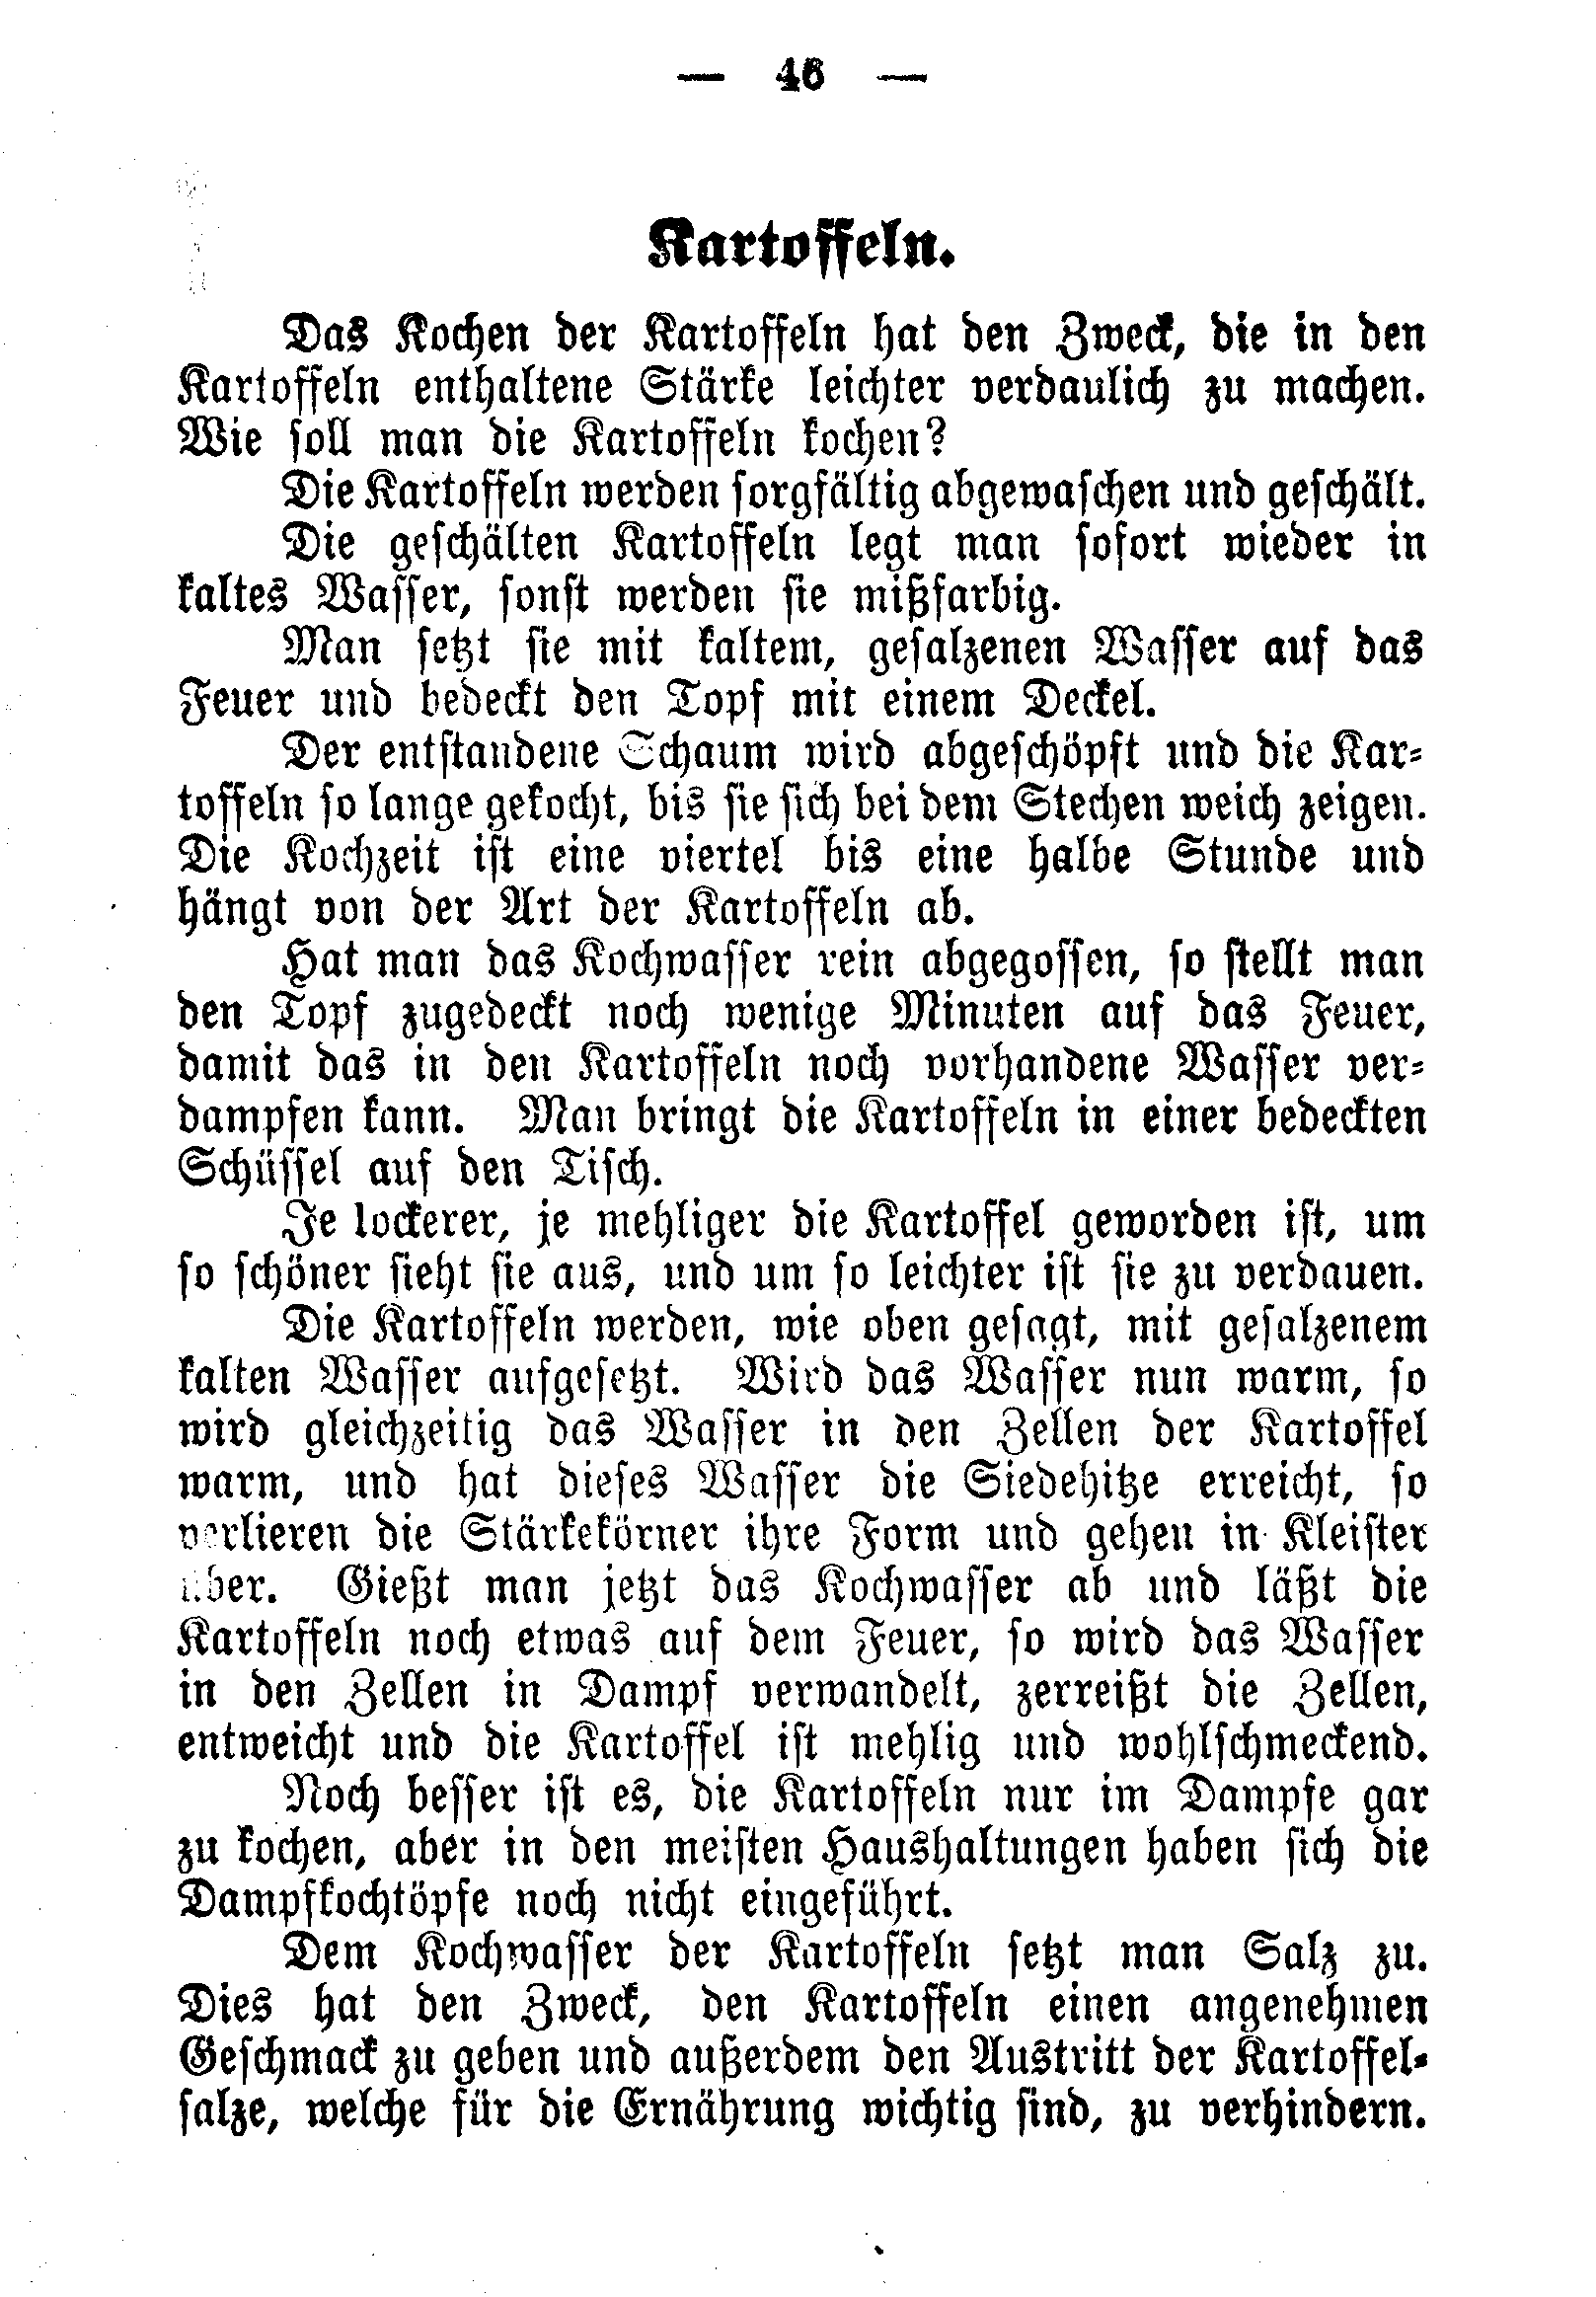 — 46 —
Kartoffeln.
Das Kochen der Kartoffeln hat den Zweck, die in den
Kartoffeln enthaltene Stärke leichter verdaulich zu machen.
Wie soll man die Kartoffeln kochen?
Die Kartoffeln werden sorgfältig abgewaschen und geschält.
Die geschälten Kartoffeln legt man sofort wieder in
kaltes Wasser, sonst werden sie mißfarbig.
Man setzt sie mit kaltem, gesalzenen Wasser auf das
Feuer und bedeckt den Topf mit einem Deckel.
Der entstandene Schaum wird abgeschöpft und die Kar-
toffeln so lange gekocht, bis sie sich bei dem Stechen weich zeigen.
Die Kochzeit ist eine viertel bis eine halbe Stunde und
hängt von der Art der Kartoffeln ab.
Hat man das Kochwasser rein abgegossen, so stellt man
den Topf zugedeckt noch wenige Minuten auf das Feuer,
damit das in den Kartoffeln noch vorhandene Wasser ver-
dampfen kann. Man bringt die Kartoffeln in einer bedeckten
Schüssel auf den Tisch.
Je lockerer, je mehliger die Kartoffel geworden ist, um
so schöner sieht sie aus, und um so leichter ist sie zu verdauen.
Die Kartoffeln werden, wie oben gesagt, mit gesalzenem
kalten Wasser aufgesetzt. Wird das Wasser nun warm, so
wird gleichzeitig das Wasser in den Zellen der Kartoffel
warm, und hat dieses Wasser die Siedehitze erreicht, so
verlieren die Stärkekörner ihre Form und gehen in Kleister
über. Gießt man jetzt das Kochwasser ab und läßt die
Kartoffeln noch etwas auf dem Feuer, so wird das Wasser
in den Zellen in Dampf verwandelt, zerreißt die Zellen,
entweicht und die Kartoffel ist mehlig und wohlschmeckend.
Noch besser ist es, die Kartoffeln nur im Dampfe gar
zu kochen, aber in den meisten Haushaltungen haben sich die
Dampfkochtöpfe noch nicht eingeführt.
Dem Kochwasser der Kartoffeln setzt man Salz zu.
Dies hat den Zweck, den Kartoffeln einen angenehmen
Geschmack zu geben und außerdem den Austritt der Kartoffel-
salze, welche für die Ernährung wichtig sind, zu verhindern.